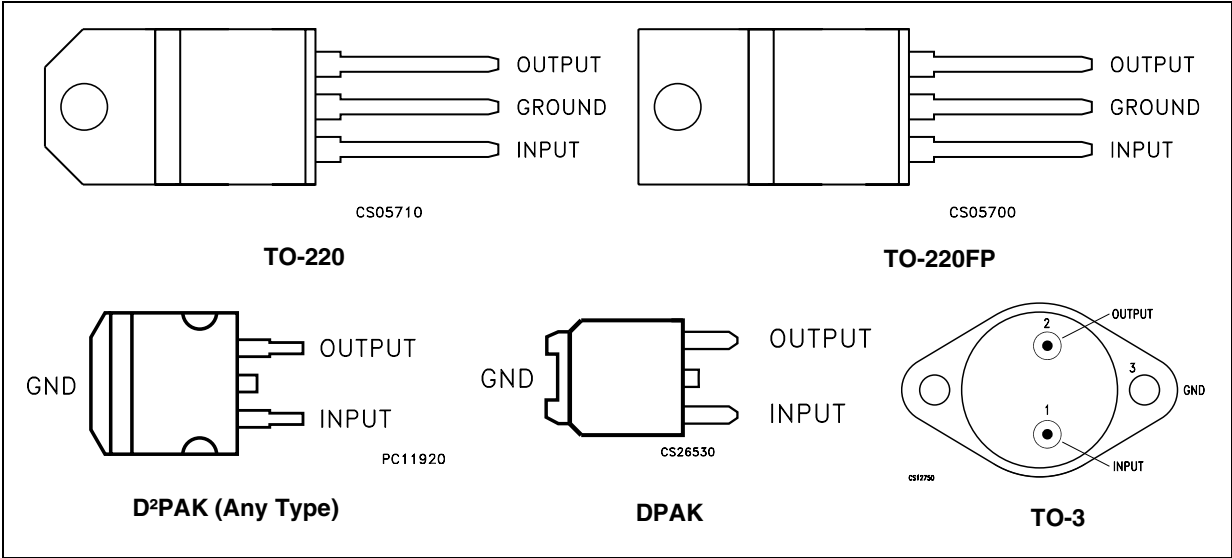 OUTPUT
GROUND
INPUT
CS05710
TO-220
OUTPUT
GROUND
INPUT
CS05700
TO-220FP
GND
OUTPUT
INPUT
PC11920
D²PAK (Any Type)
GND
OUTPUT
INPUT
CS26530
DPAK
2
OUTPUT
3
GND
1
INPUT
CS12750
TO-3